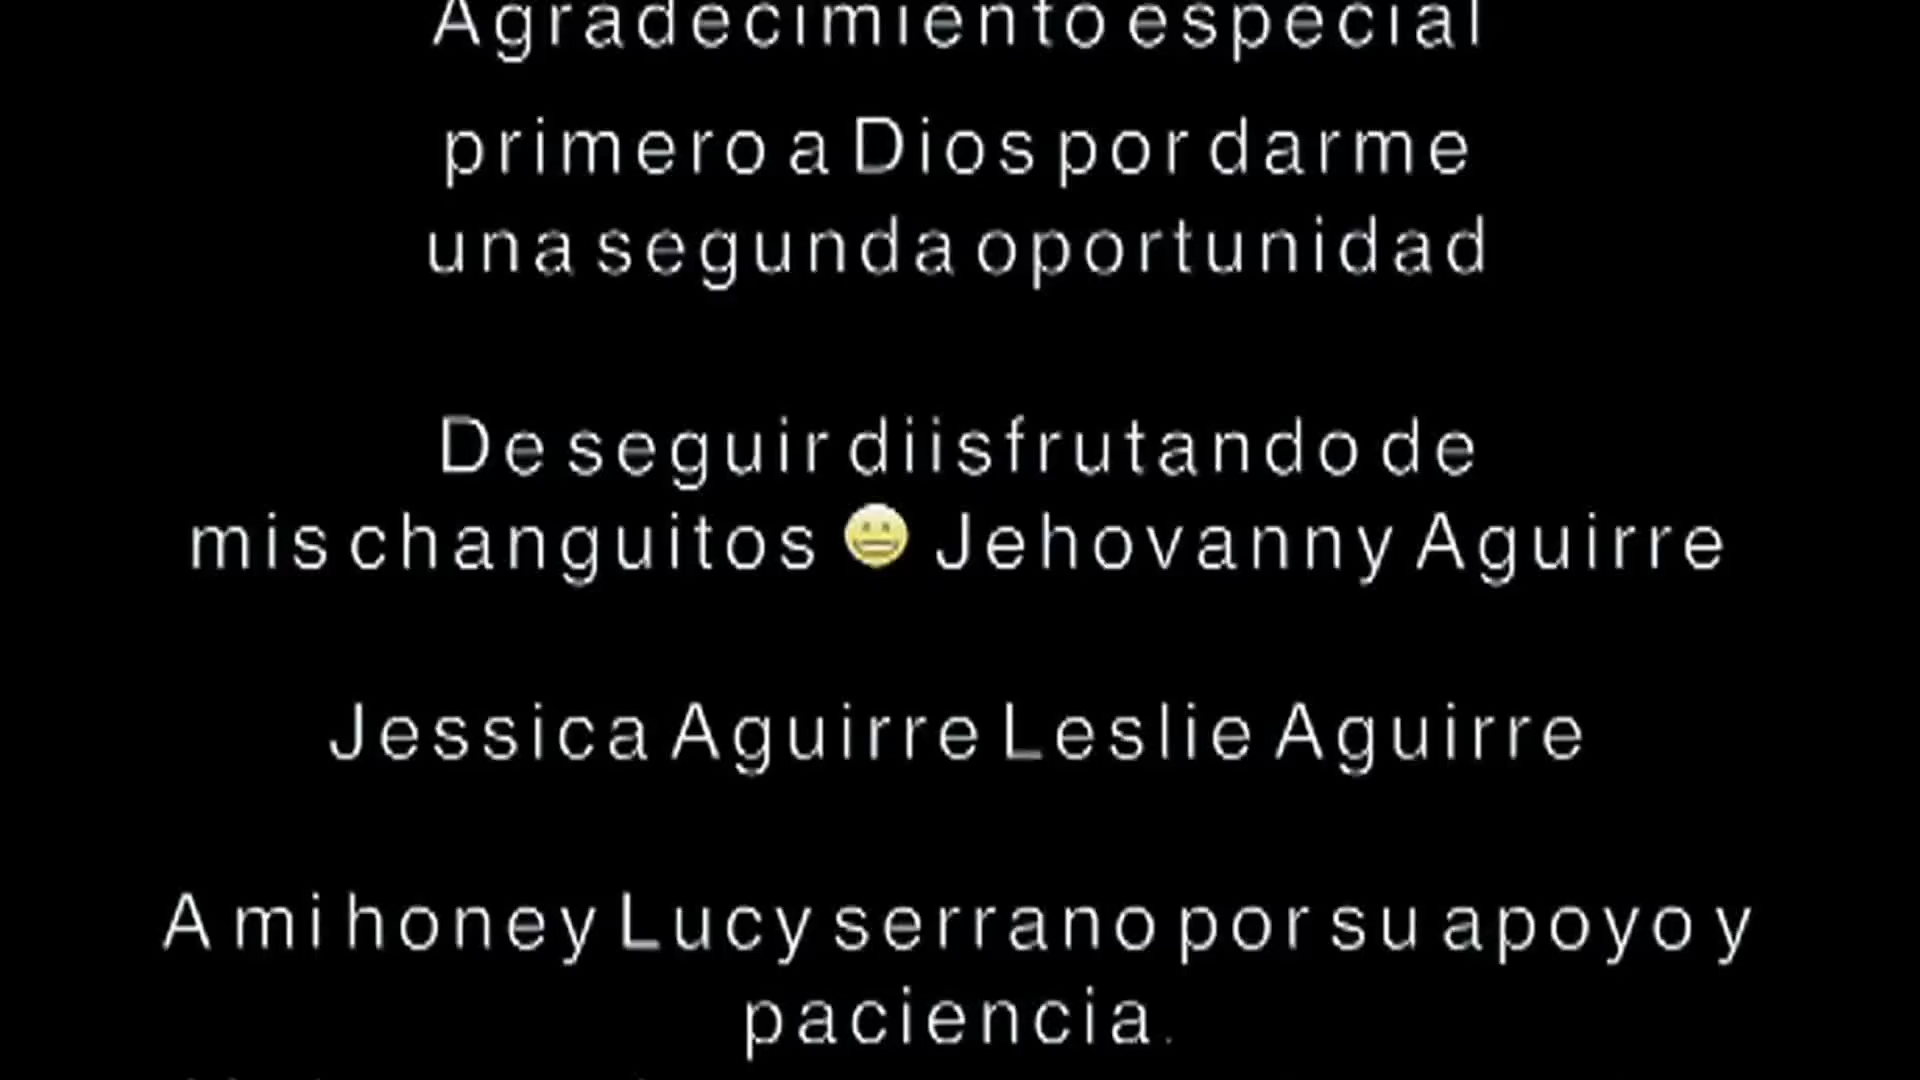 Agradecimiento especial
primero a Dios por darme
una segunda oportunidad
De seguir diisfrutando de
mis changuitos 😀 Jehovanny Aguirre
Jessica Aguirre Leslie Aguirre
A mi honey Lucy serrano por su apoyo y
paciencia.